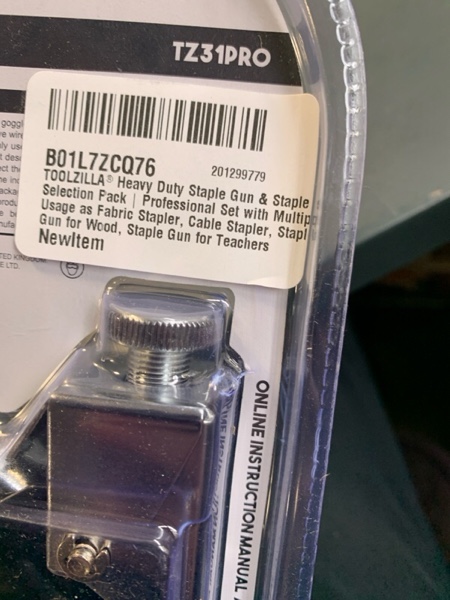 TZ31PRO
B01L7ZCQ76
201299779
TOOLZILLA® Heavy Duty Staple Gun & Staple
Selection Pack | Professional Set with Multip
Usage as Fabric Stapler, Cable Stapler, Stapl
Gun for Wood, Staple Gun for Teachers
NewItem
ONLINE INSTRUCTION MANUAL